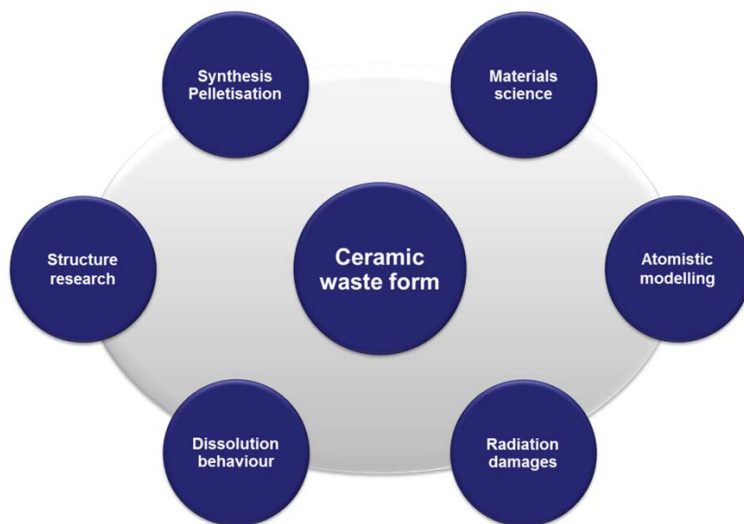 Synthesis
Pelletisation
Materials
science
Structure
research
Ceramic
waste form
Atomistic
modelling
Dissolution
behaviour
Radiation
damages